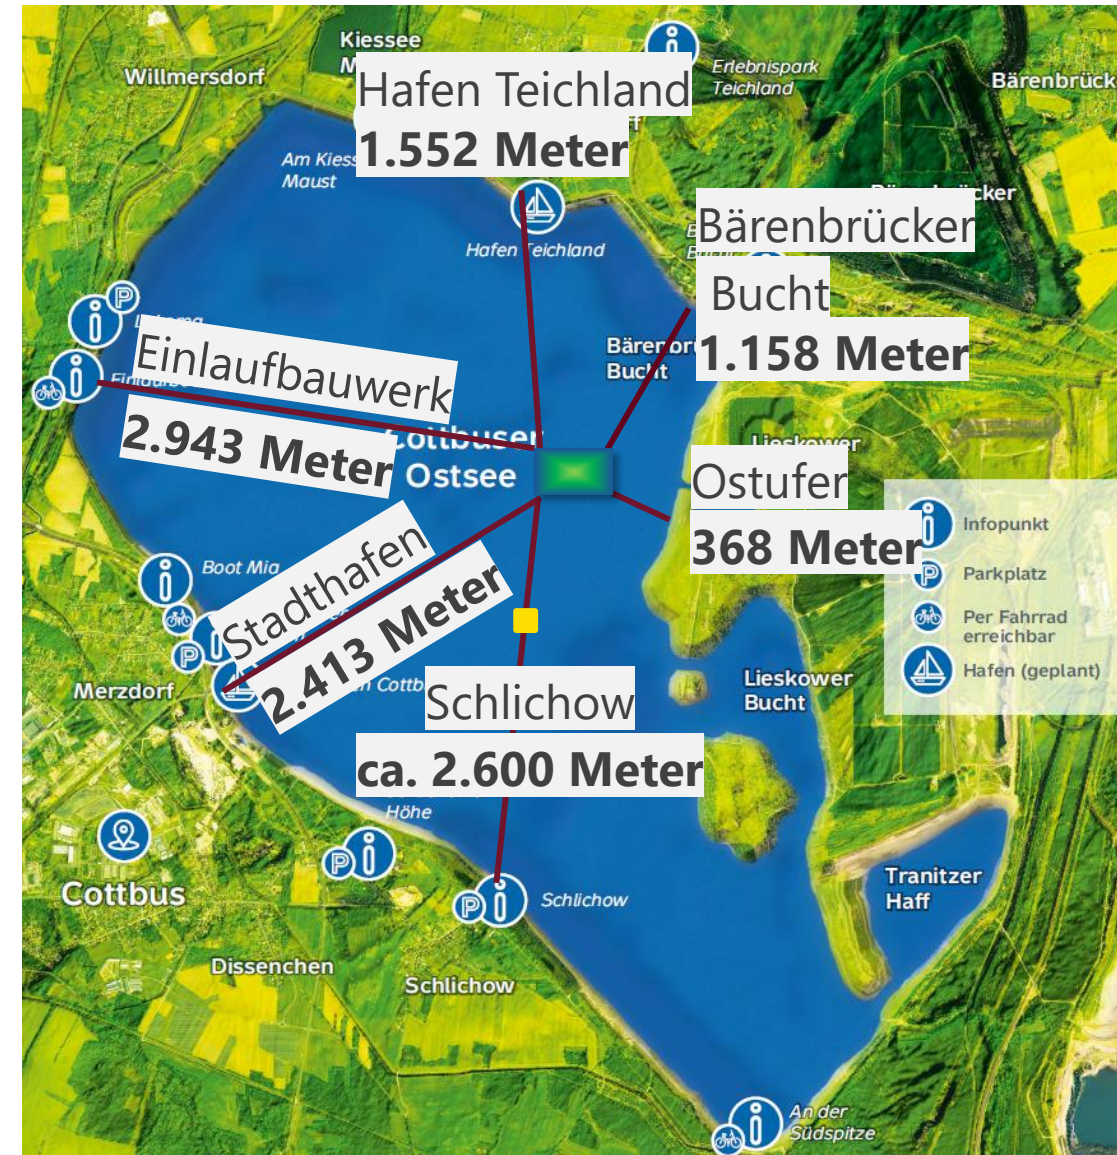 Kiessee
Willmersdorf
Hafen Teichland
1.552 Meter
Erlebnispark
Teichland
Bärenbrück
Am Kiess
Maust
Hafen Teichland
Bärenbrücker
Bucht
1.158 Meter
Bucht
Einlaufbauwerk
2.943 Meter
Cottbuser
Ostsee
Lieskower
Ostufer
368 Meter
Infopunkt
Parkplatz
Per Fahrrad
erreichbar
Hafen (geplant)
Boot Mia
Stadthafen
2.413 Meter
Merzdorf
Schlichow
ca. 2.600 Meter
Lieskower
Bucht
Höhe
Cottbus
Tranitzer
Haff
Schlichow
Dissenchen
Schlichow
An der
Südspitze